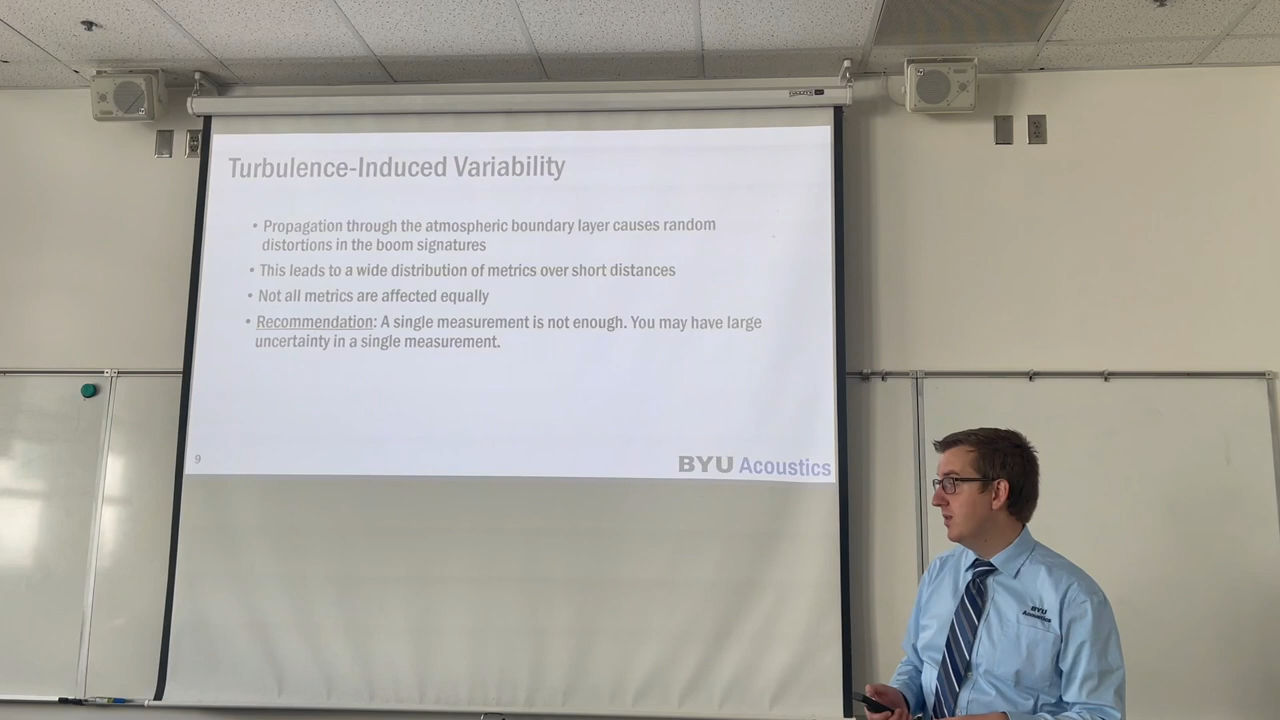 Turbulence-Induced Variability
• Propagation through the atmospheric boundary layer causes random
distortions in the boom signatures
• This leads to a wide distribution of metrics over short distances
• Not all metrics are affected equally
• Recommendation: A single measurement is not enough. You may have large
uncertainty in a single measurement.
9
BYU Acoustics
BYU
Acoustics